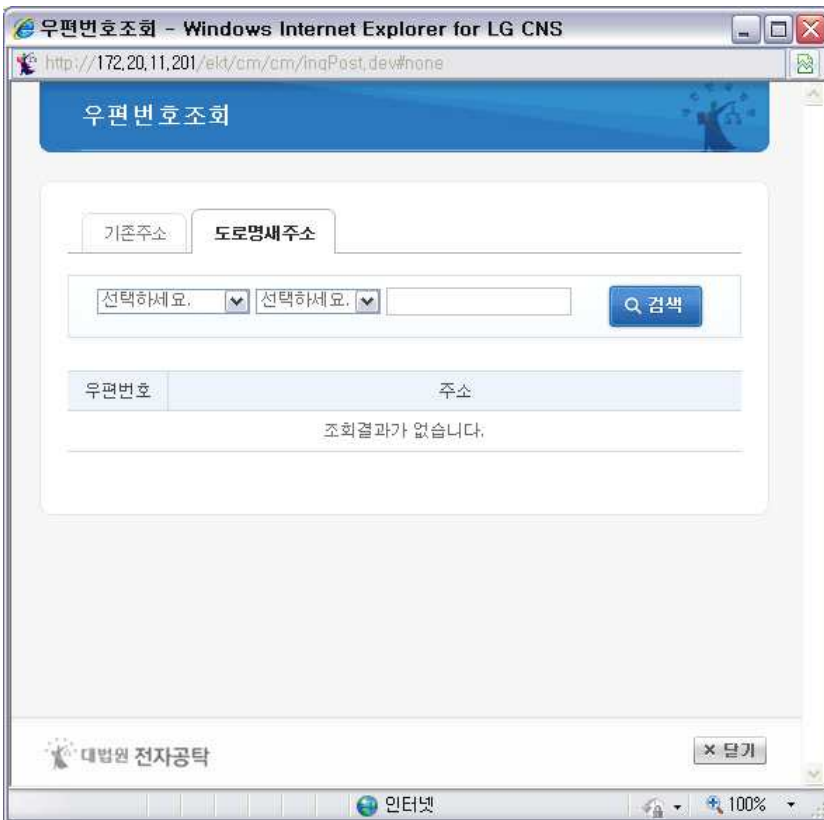 우편번호조회 - Windows Internet Explorer for LG CNS
http://172,20,11,201/ekt/cm/cm/inqPost,dev#none
우편번호조회
기존주소 도로명새주소
선택하세요. 선택하세요. 검색
우편번호 주소
조회결과가 없습니다.
대법원 전자공탁 × 닫기
인터넷 100%